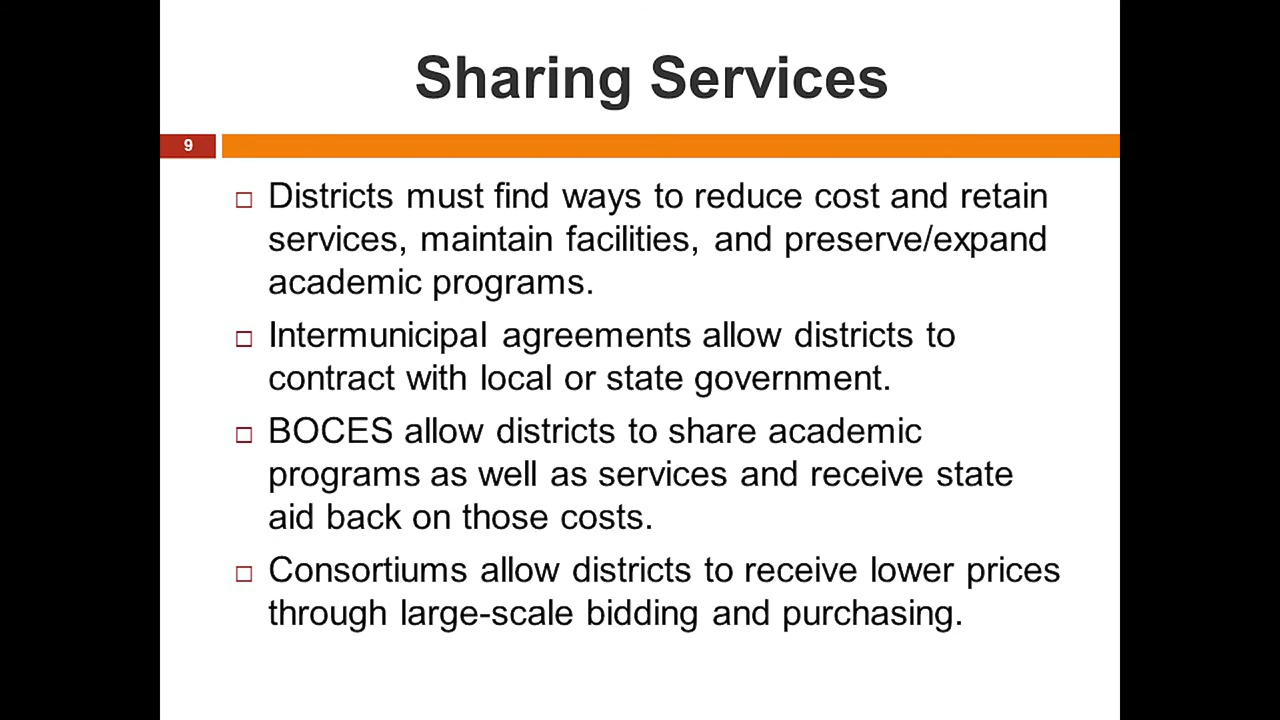 Sharing Services
9
Districts must find ways to reduce cost and retain
services, maintain facilities, and preserve/expand
academic programs.
Intermunicipal agreements allow districts to
contract with local or state government.
BOCES allow districts to share academic
programs as well as services and receive state
aid back on those costs.
Consortiums allow districts to receive lower prices
through large-scale bidding and purchasing.